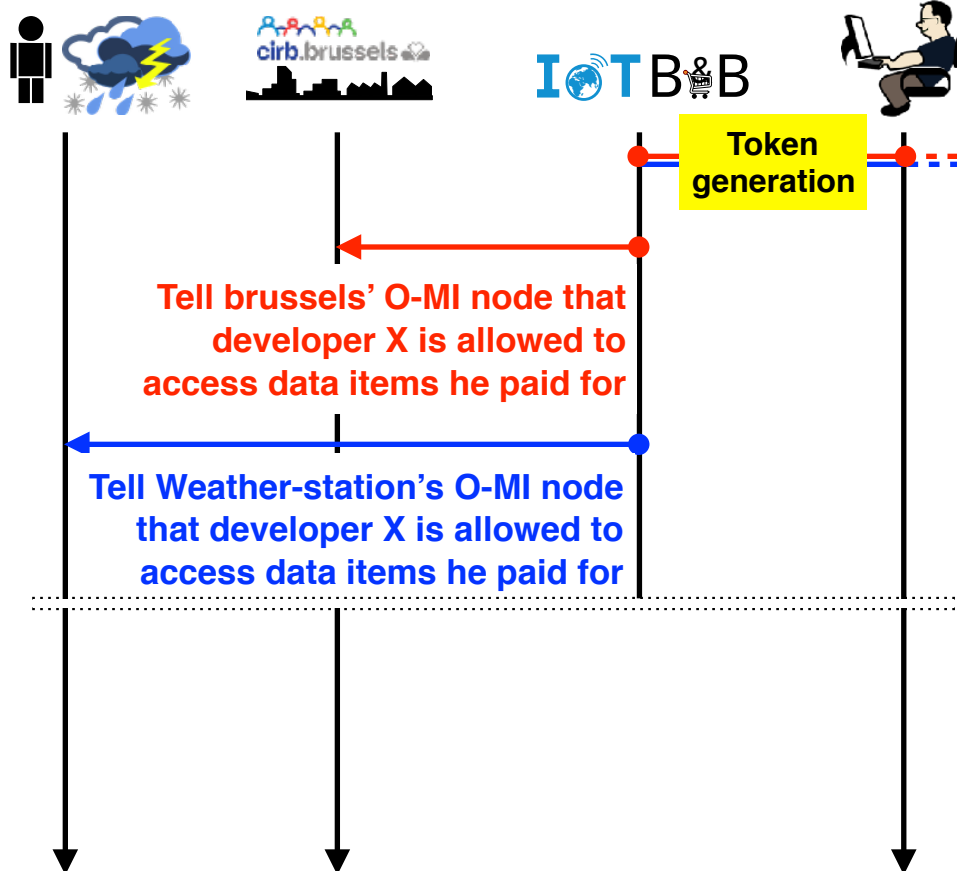 cirb.brussels
IoTB&B
Token
generation
Tell brussels’ O-MI node that
developer X is allowed to
access data items he paid for
Tell Weather-station’s O-MI node
that developer X is allowed to
access data items he paid for